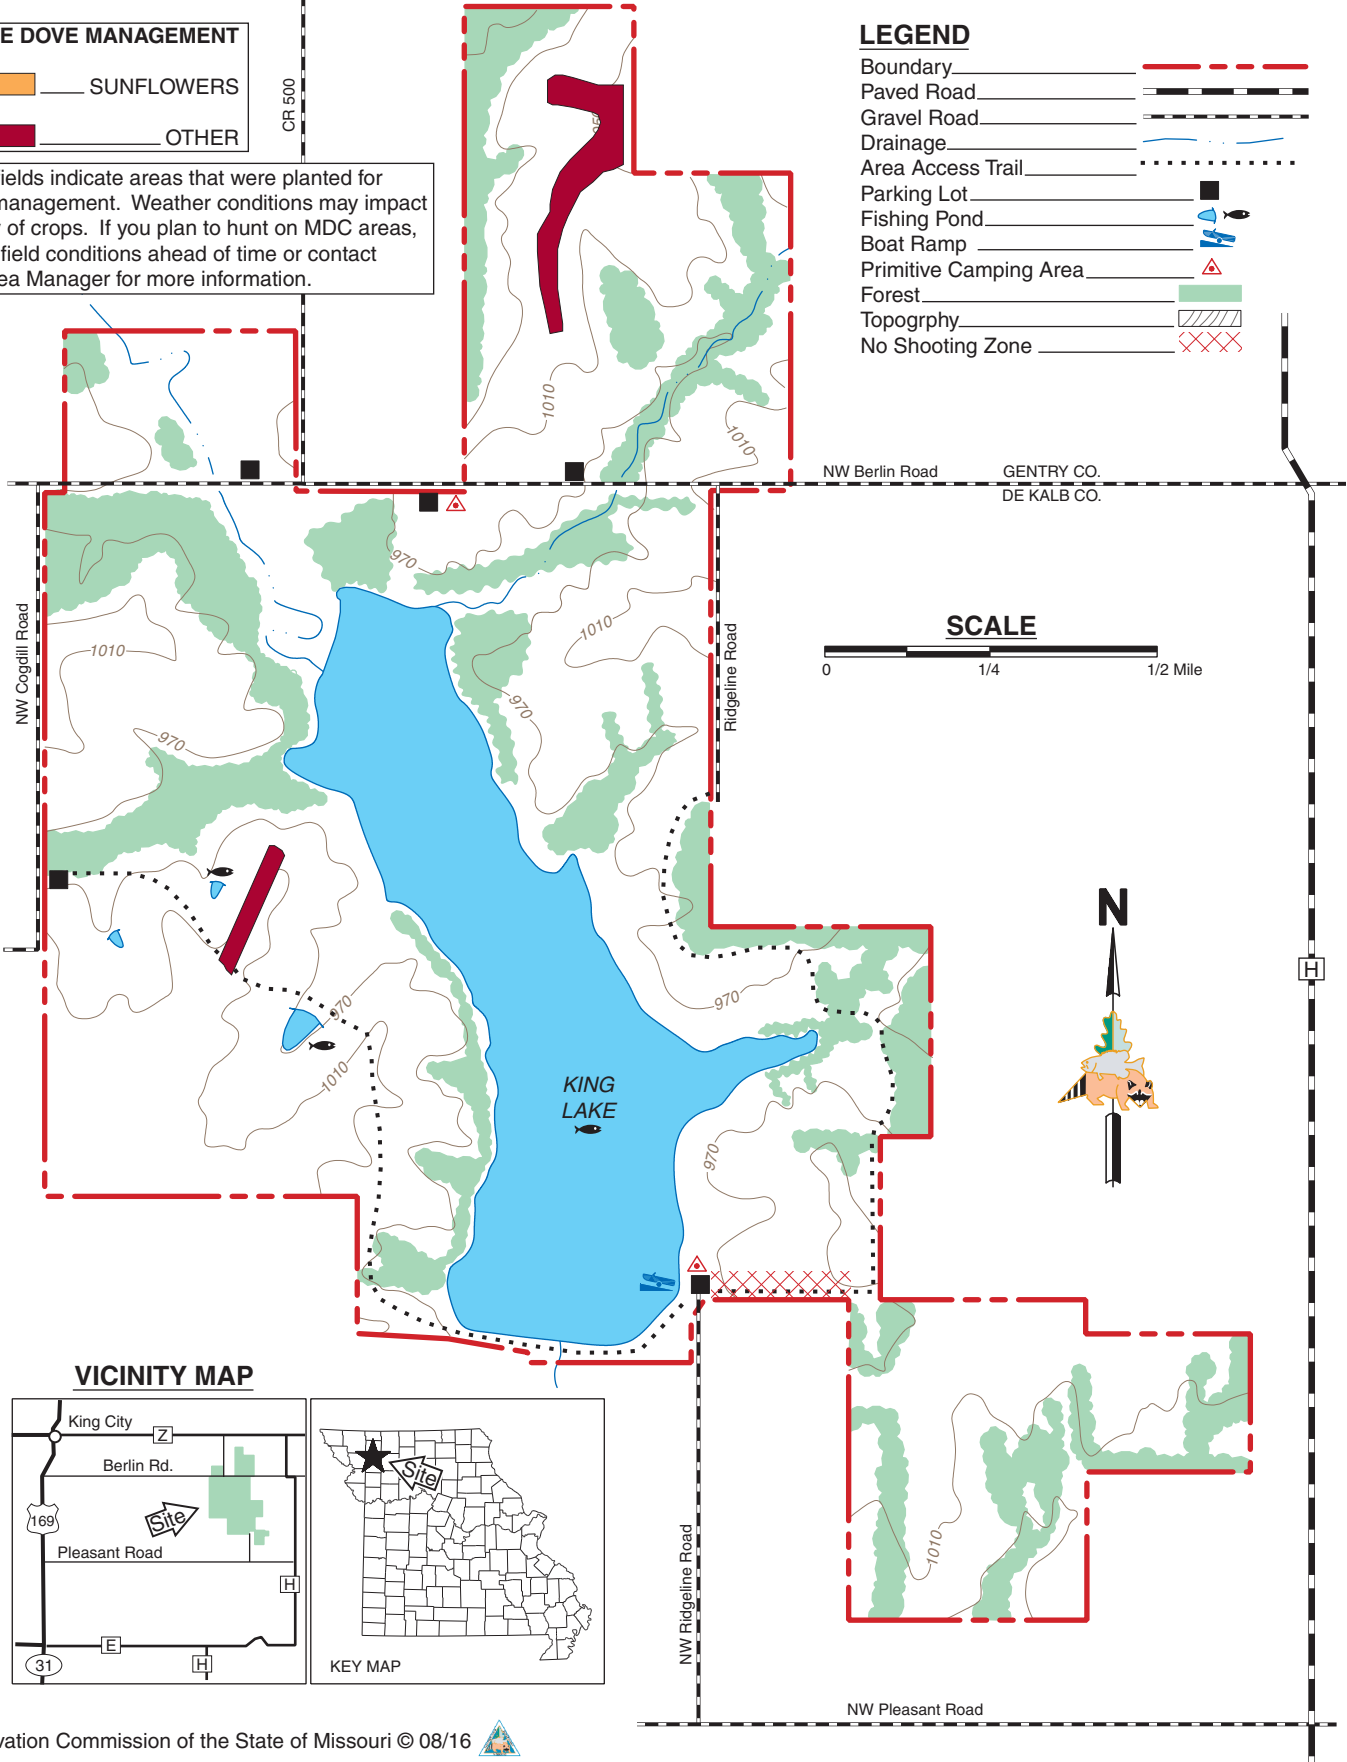 E DOVE MANAGEMENT
SUNFLOWERS
OTHER
ields indicate areas that were planted for
management. Weather conditions may impact
of crops. If you plan to hunt on MDC areas,
field conditions ahead of time or contact
ea Manager for more information.
CR 500
LEGEND
Boundary
Paved Road
Gravel Road
Drainage
Area Access Trail
Parking Lot
Fishing Pond
Boat Ramp
Primitive Camping Area
Forest
Topogrphy
No Shooting Zone
1010
1010
NW Berlin Road
GENTRY CO.
DE KALB CO.
970
NW Cogdill Road
1010
1010
Ridgeline Road
SCALE
0
1/4
1/2 Mile
970
970
N
H
970
970
1010
KING
LAKE
970
VICINITY MAP
King City
Z
Berlin Rd.
169
Site
Pleasant Road
H
E
31
H
Site
KEY MAP
1010
NW Ridgeline Road
NW Pleasant Road
vation Commission of the State of Missouri © 08/16